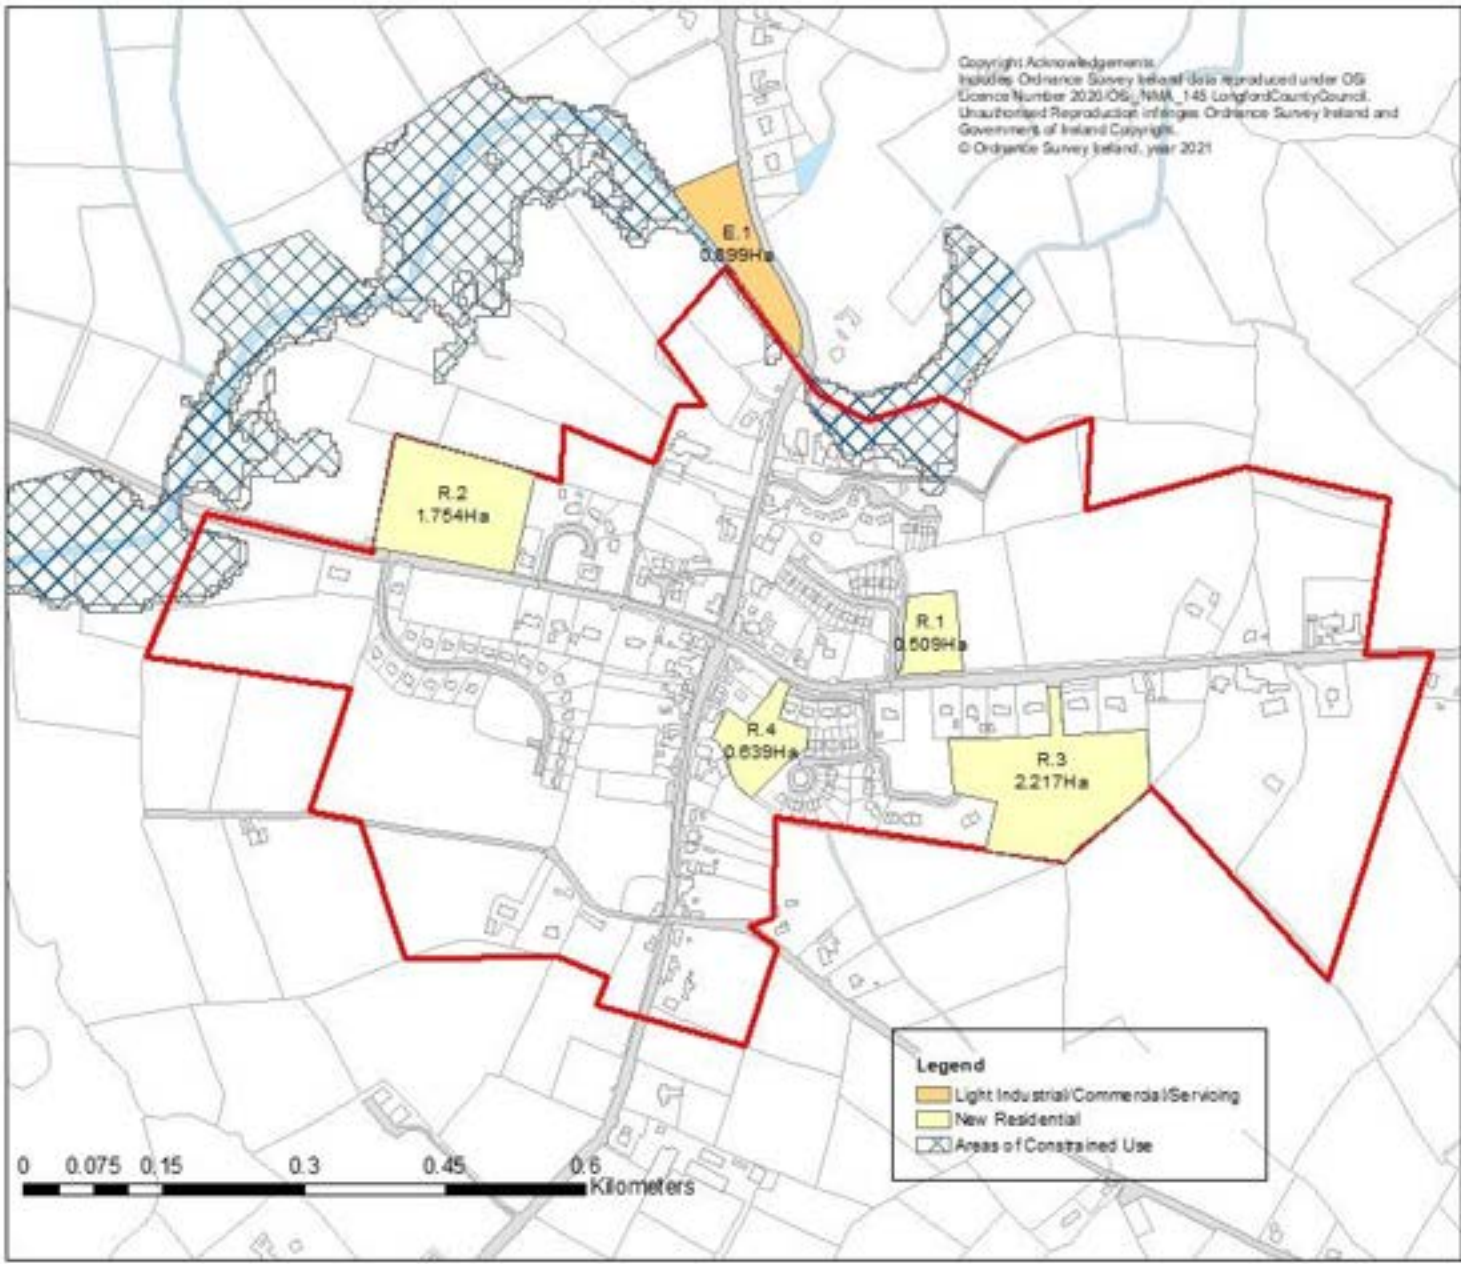 Copyright Acknowledgements
Includes Ordnance Survey Ireland data reproduced under OSi
Licence Number 2020/OSi_NMA_145 LongfordCountyCouncil.
Unauthorised Reproduction infringes Ordnance Survey Ireland and
Government of Ireland Copyright.
© Ordnance Survey Ireland, year 2021
E.1
0.899Ha
R.2
1.754Ha
R.1
0.509Ha
R.4
0.639Ha
R.3
2.217Ha
Legend
Light Industrial/Commercial/Servicing
New Residential
Areas of Constrained Use
0 0.075 0.15 0.3 0.45 0.6
Kilometers